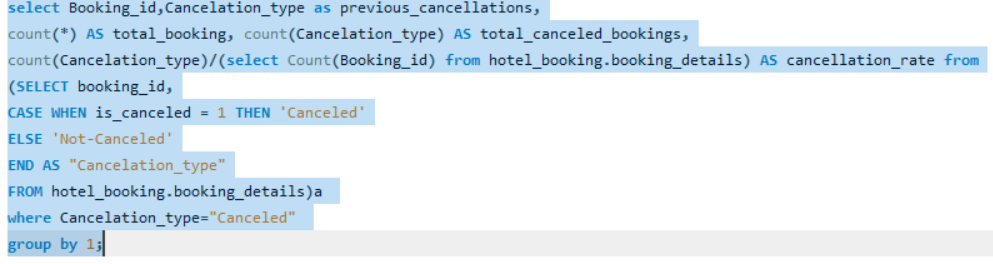 select Booking_id,Cancelation_type as previous_cancellations,
count(*) AS total_booking, count(Cancelation_type) AS total_canceled_bookings,
count(Cancelation_type)/(select Count(Booking_id) from hotel_booking.booking_details) AS cancellation_rate from
(SELECT booking_id,
CASE WHEN is_canceled = 1 THEN 'Canceled'
ELSE 'Not-Canceled'
END AS "Cancelation_type"
FROM hotel_booking.booking_details)a
where Cancelation_type="Canceled"
group by 1;